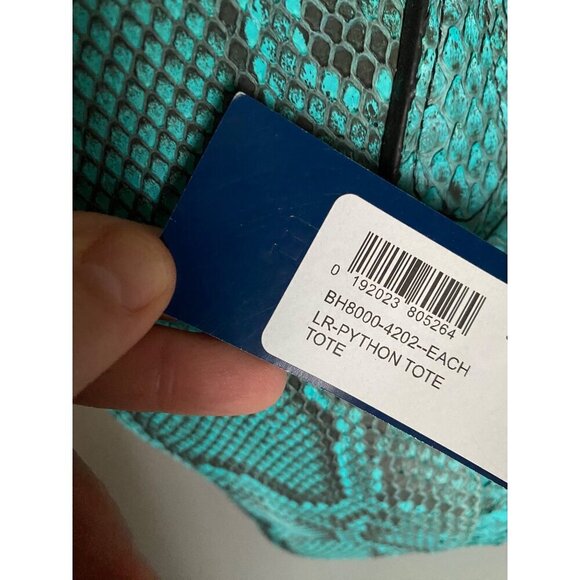 0 192023 805264
BH8000-4202--EACH
LR-PYTHON TOTE
TOTE